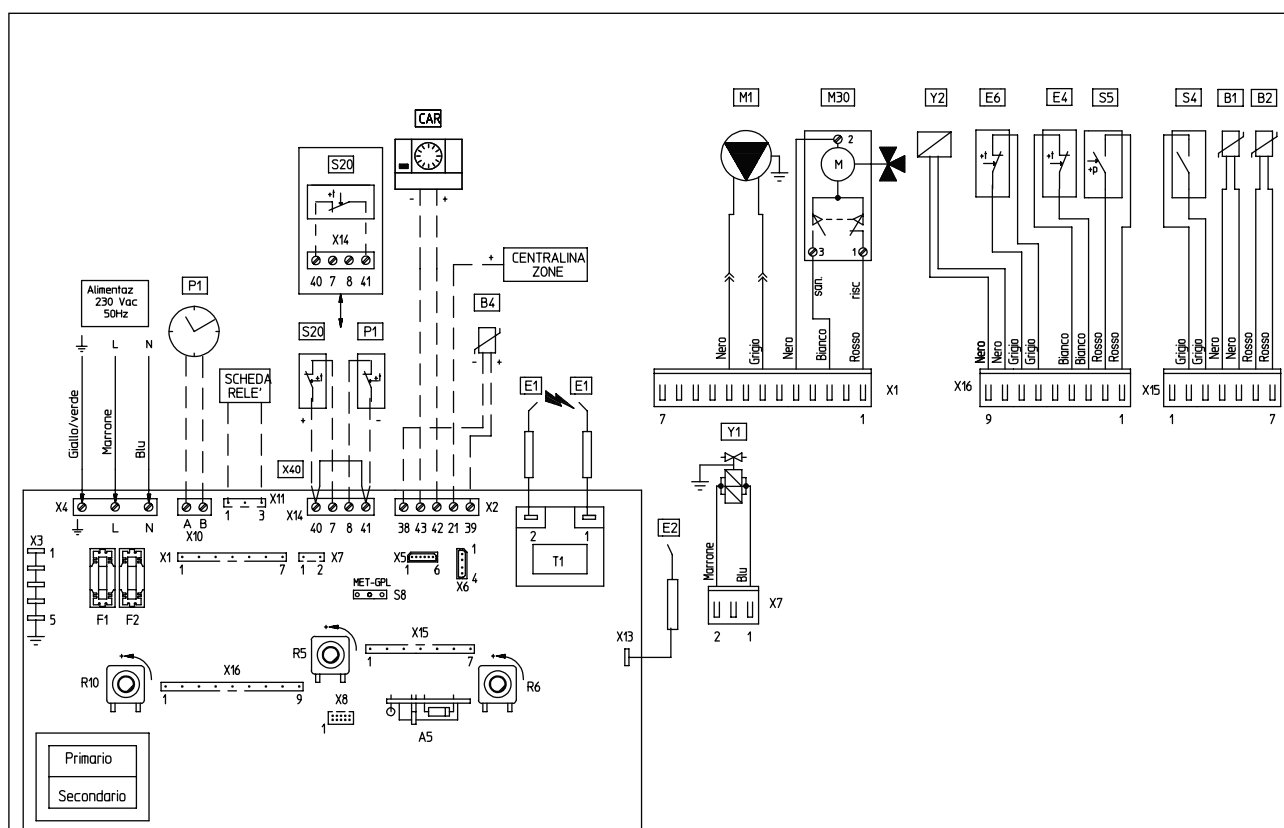 M1 M30 Y2 E6 E4 S5 S4 B1 B2
CAR
2
M
+t +t +p
3 1
san. risc
- +
S20
+t
X14
40 7 8 41
+ CENTRALINA
ZONE
B4
- +
Alimentaz
230 Vac
50Hz
L N
P1
S20 P1
+t +t
+ -
SCHEDA
RELE'
E1 E1
Giallo/verde Marrone Blu
X40
Nero Grigio Nero Bianco Rosso
X1
7 1
Nero Nero Grigio Grigio Bianco Bianco Rosso Rosso
X16
9 1
Grigio Grigio Nero Nero Rosso Rosso
X15
1 7
Y1
X4
L N
A B
X10
X11
1 3
X14
40 7 8 41
X2
38 43 42 21 39
2 1
T1
E2
Marrone Blu
X7
2 1
X3
1
5
X1
1 7
X7
1 2
X5
1 6
X6
1
4
F1 F2
MET-GPL
S8
X13
R5
+
X15
1 7
R10
+
X16
1 9
R6
+
X8
1
A5
Primario
Secondario